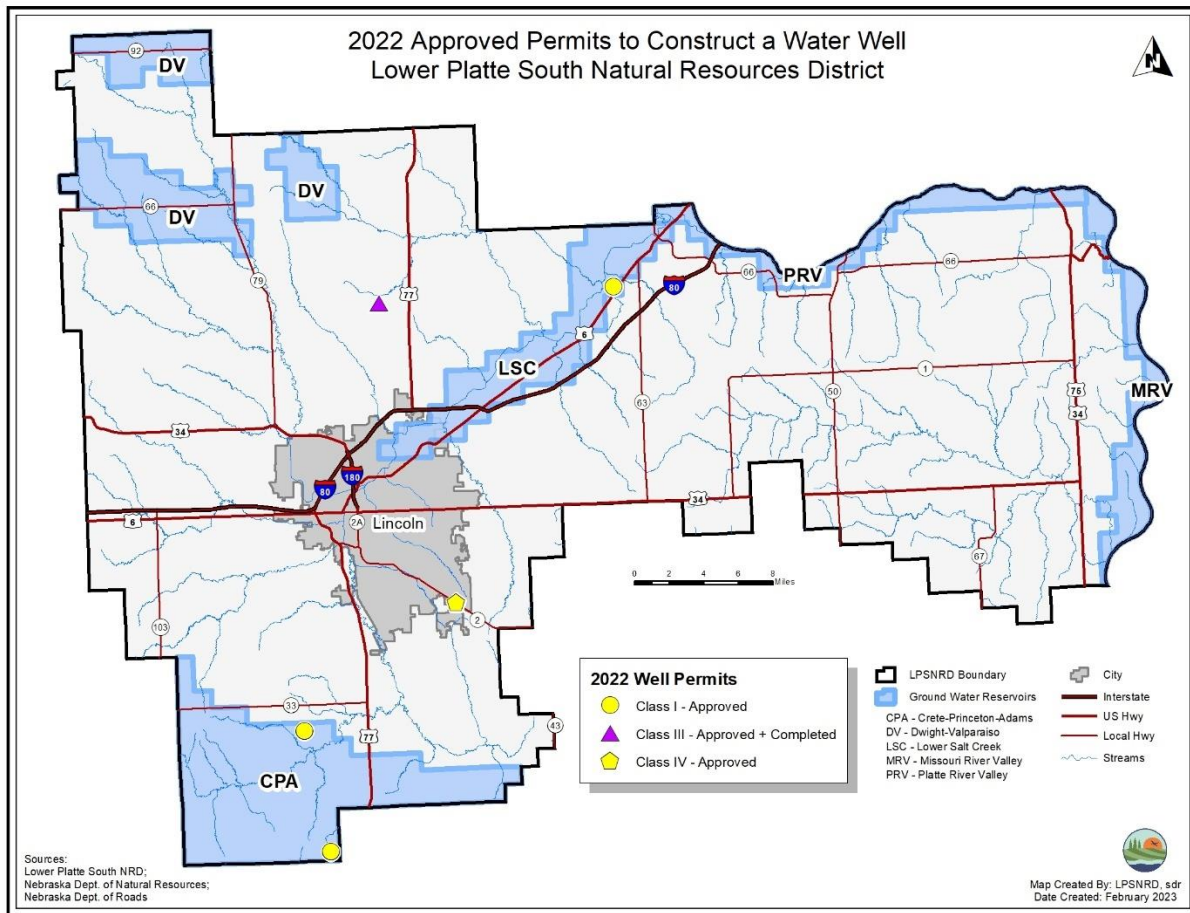 2022 Approved Permits to Construct a Water Well
Lower Platte South Natural Resources District
N
92
DV
DV
DV
66
79
77
6
80
66
PRV
66
LSC
63
1
50
75
34
MRV
34
180
80
6
2A
Lincoln
34
67
0 2 4 6 8
Miles
2
103
33
77
43
CPA
2022 Well Permits
Class I - Approved
Class III - Approved + Completed
Class IV - Approved
LPSNRD Boundary
Ground Water Reservoirs
CPA - Crete-Princeton-Adams
DV - Dwight-Valparaiso
LSC - Lower Salt Creek
MRV - Missouri River Valley
PRV - Platte River Valley
City
Interstate
US Hwy
Local Hwy
Streams
Sources:
Lower Platte South NRD;
Nebraska Dept. of Natural Resources;
Nebraska Dept. of Roads
Map Created By: LPSNRD, sdr
Date Created: February 2023